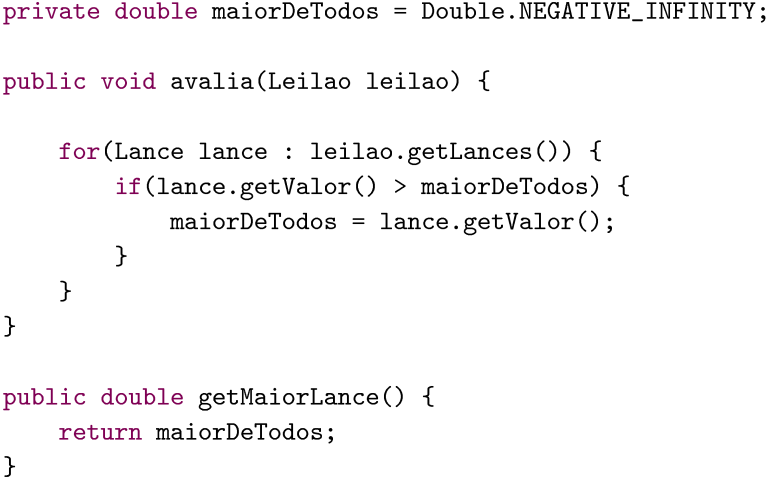 private double maiorDeTodos = Double.NEGATIVE_INFINITY;
public void avalia(Leilao leilao) {
for(Lance lance : leilao.getLances()) {
if(lance.getValor() > maiorDeTodos) {
maiorDeTodos = lance.getValor();
}
}
}
public double getMaiorLance() {
return maiorDeTodos;
}